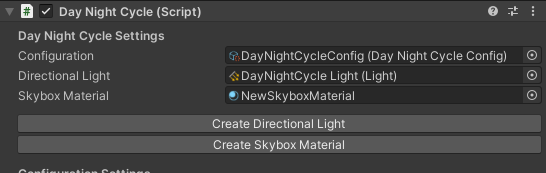 Day Night Cycle (Script)
Day Night Cycle Settings
Configuration DayNightCycleConfig (Day Night Cycle Config)
Directional Light DayNightCycle Light (Light)
Skybox Material NewSkyboxMaterial
Create Directional Light
Create Skybox Material
Configuration Settings